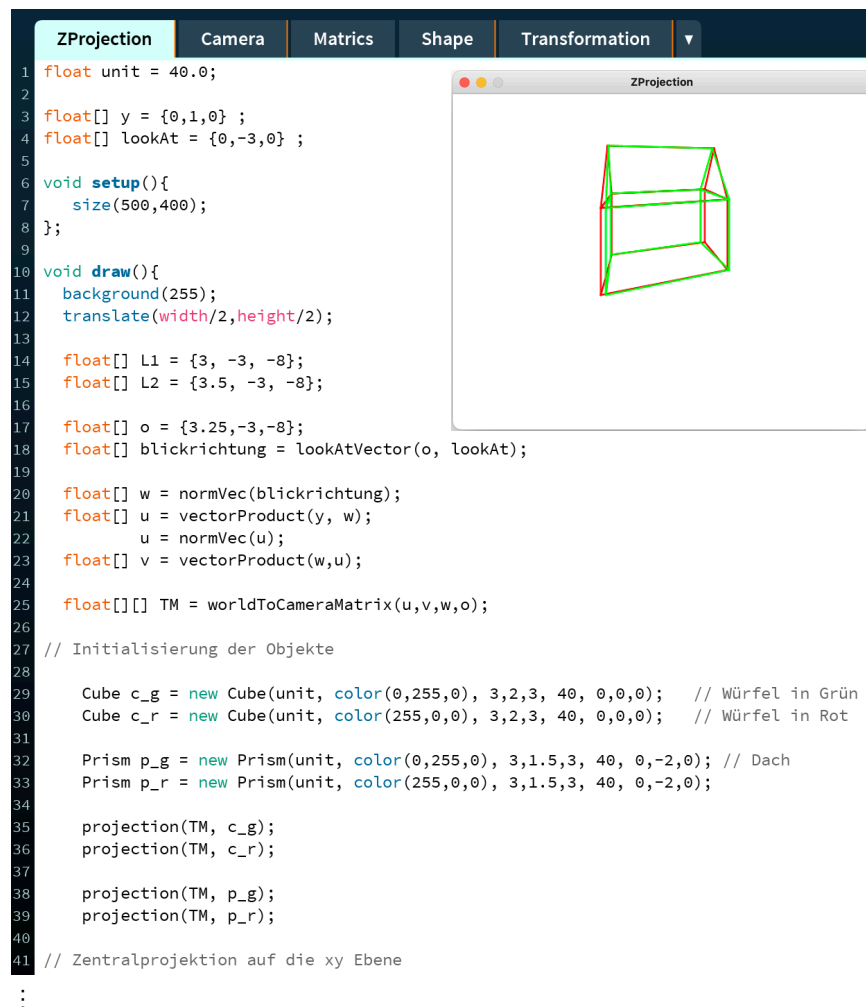 ZProjection Camera Matrics Shape Transformation ▼
ZProjection
1 float unit = 40.0;
2
3 float[] y = {0,1,0} ;
4 float[] lookAt = {0,-3,0} ;
5
6 void setup(){
7 size(500,400);
8 };
9
10 void draw(){
11 background(255);
12 translate(width/2,height/2);
13
14 float[] L1 = {3, -3, -8};
15 float[] L2 = {3.5, -3, -8};
16
17 float[] o = {3.25,-3,-8};
18 float[] blickrichtung = lookAtVector(o, lookAt);
19
20 float[] w = normVec(blickrichtung);
21 float[] u = vectorProduct(y, w);
22 u = normVec(u);
23 float[] v = vectorProduct(w,u);
24
25 float[][] TM = worldToCameraMatrix(u,v,w,o);
26
27 // Initialisierung der Objekte
28
29 Cube c_g = new Cube(unit, color(0,255,0), 3,2,3, 40, 0,0,0); // Würfel in Grün
30 Cube c_r = new Cube(unit, color(255,0,0), 3,2,3, 40, 0,0,0); // Würfel in Rot
31
32 Prism p_g = new Prism(unit, color(0,255,0), 3,1.5,3, 40, 0,-2,0); // Dach
33 Prism p_r = new Prism(unit, color(255,0,0), 3,1.5,3, 40, 0,-2,0);
34
35 projection(TM, c_g);
36 projection(TM, c_r);
37
38 projection(TM, p_g);
39 projection(TM, p_r);
40
41 // Zentralprojektion auf die xy Ebene
⋮